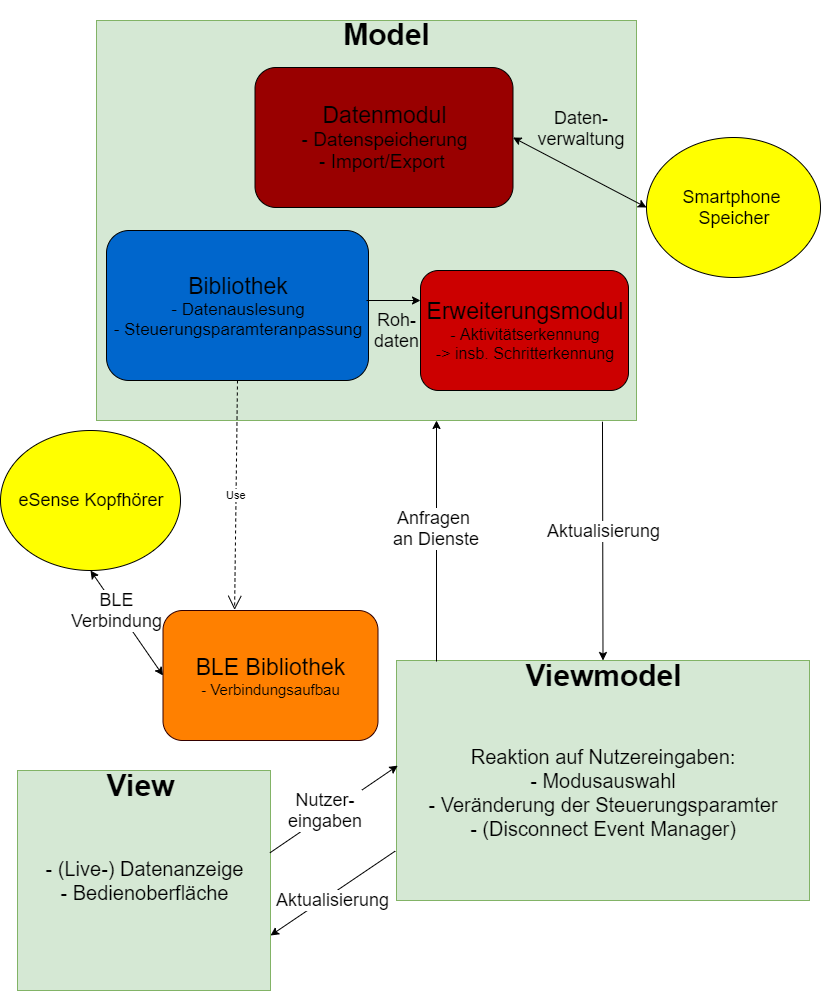 Model
Datenmodul
- Datenspeicherung
- Import/Export
Daten-
verwaltung
Smartphone
Speicher
Bibliothek
- Datenauslesung
- Steuerungsparamteranpassung
Roh-
daten
Erweiterungsmodul
- Aktivitätserkennung
-> insb. Schritterkennung
eSense Kopfhörer
Use
Anfragen
an Dienste
Aktualisierung
BLE
Verbindung
BLE Bibliothek
- Verbindungsaufbau
Viewmodel
Reaktion auf Nutzereingaben:
- Modusauswahl
- Veränderung der Steuerungsparamter
- (Disconnect Event Manager)
View
- (Live-) Datenanzeige
- Bedienoberfläche
Nutzer-
eingaben
Aktualisierung